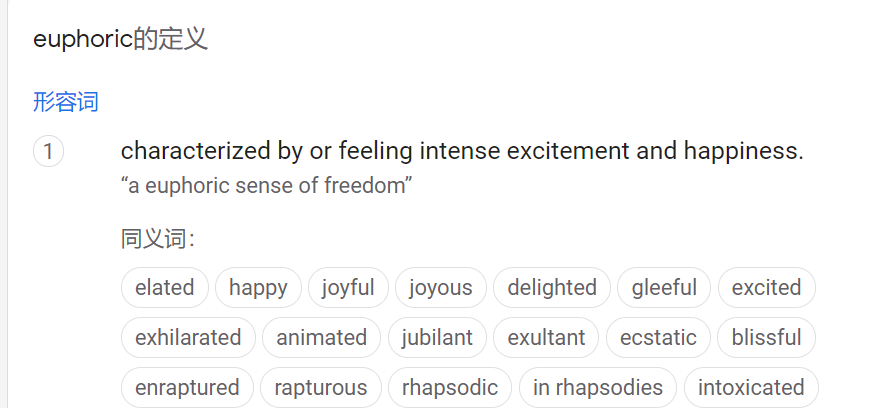 euphoric的定义
形容词
1 characterized by or feeling intense excitement and happiness.
“a euphoric sense of freedom”
同义词：
elated happy joyful joyous delighted gleeful excited
exhilarated animated jubilant exultant ecstatic blissful
enraptured rapturous rhapsodic in rhapsodies intoxicated